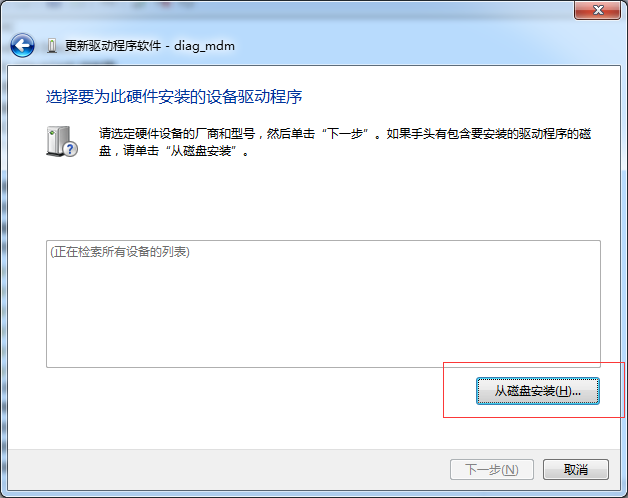 更新驱动程序软件 - diag_mdm
选择要为此硬件安装的设备驱动程序
请选定硬件设备的厂商和型号，然后单击“下一步”。如果手头有包含要安装的驱动程序的磁
盘，请单击“从磁盘安装”。
(正在检索所有设备的列表)
从磁盘安装(H)...
下一步(N)
取消